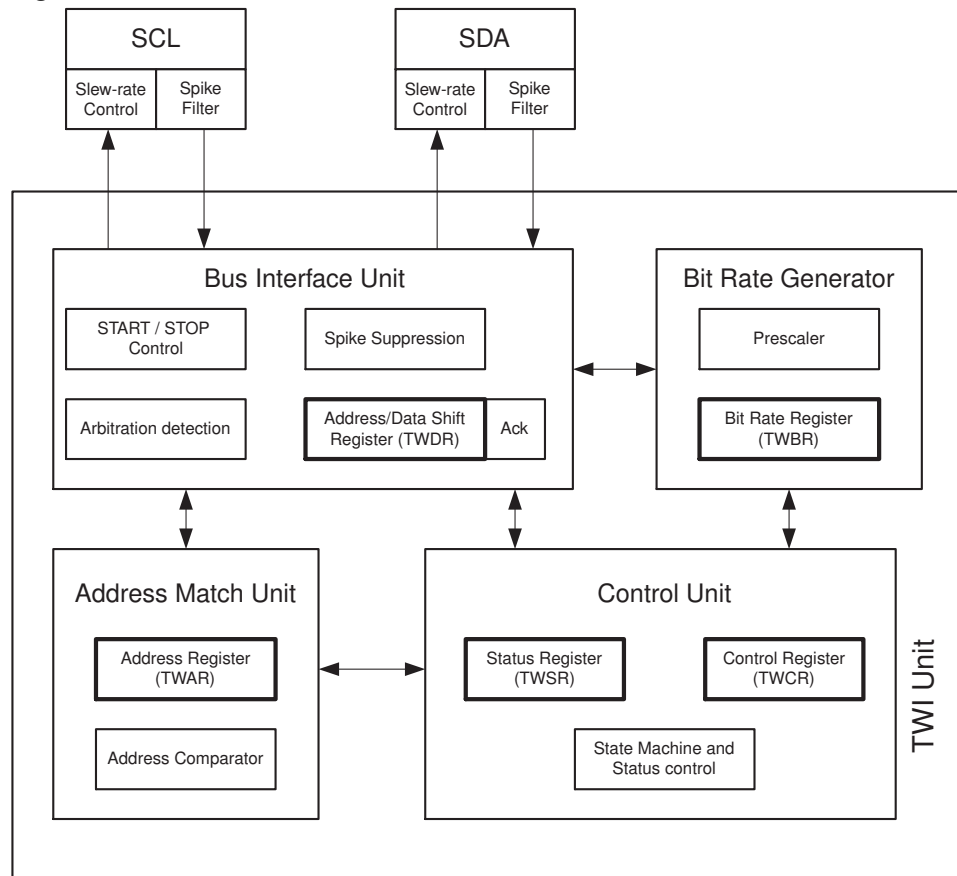 SCL
Slew-rate
Control
Spike
Filter
SDA
Slew-rate
Control
Spike
Filter
Bus Interface Unit
START / STOP
Control
Spike Suppression
Arbitration detection
Address/Data Shift
Register (TWDR)
Ack
Bit Rate Generator
Prescaler
Bit Rate Register
(TWBR)
Address Match Unit
Address Register
(TWAR)
Address Comparator
Control Unit
Status Register
(TWSR)
Control Register
(TWCR)
State Machine and
Status control
TWI Unit